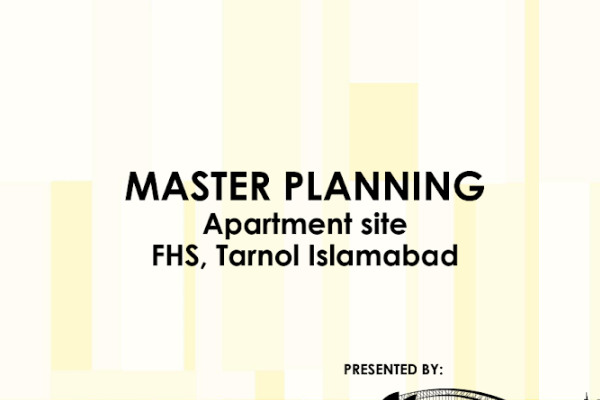 MASTER PLANNING
Apartment site
FHS, Tarnol Islamabad
PRESENTED BY: